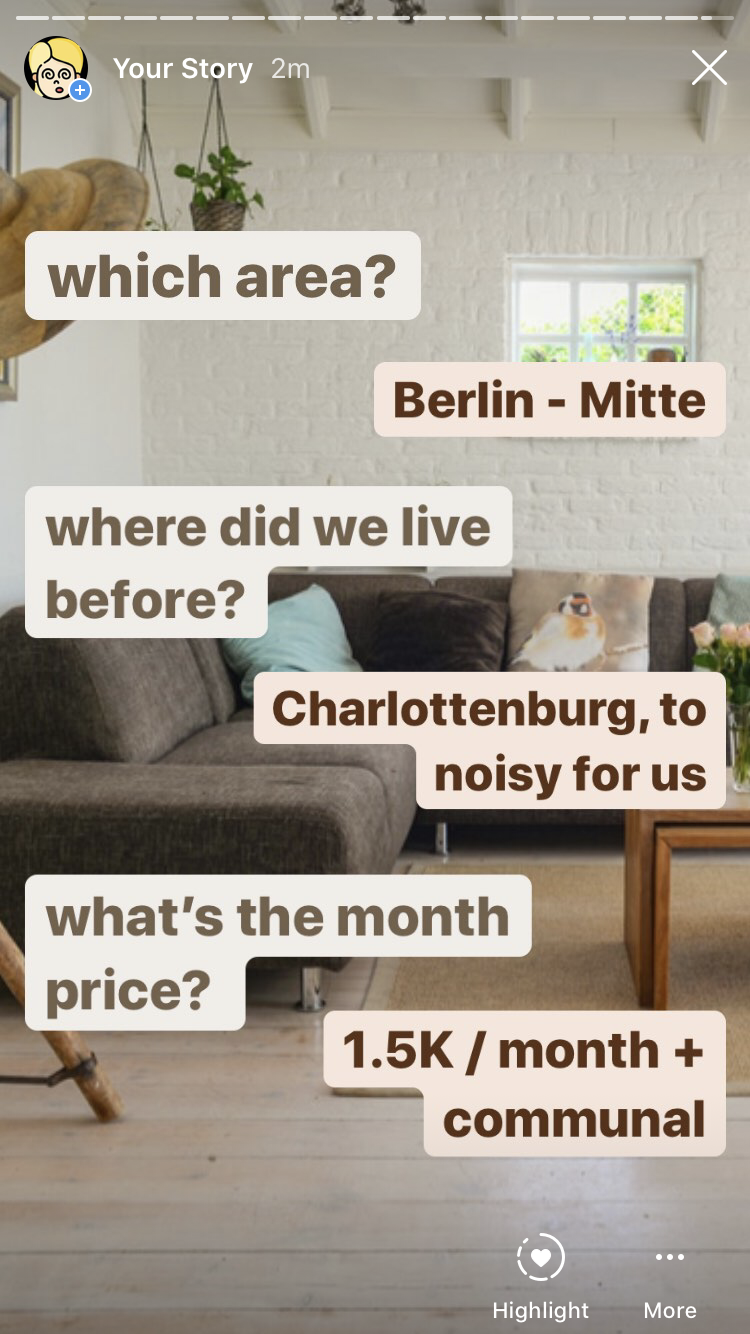 Your Story 2m
which area?
Berlin - Mitte
where did we live
before?
Charlottenburg, to
noisy for us
what's the month
price?
1.5K / month +
communal
Highlight
More